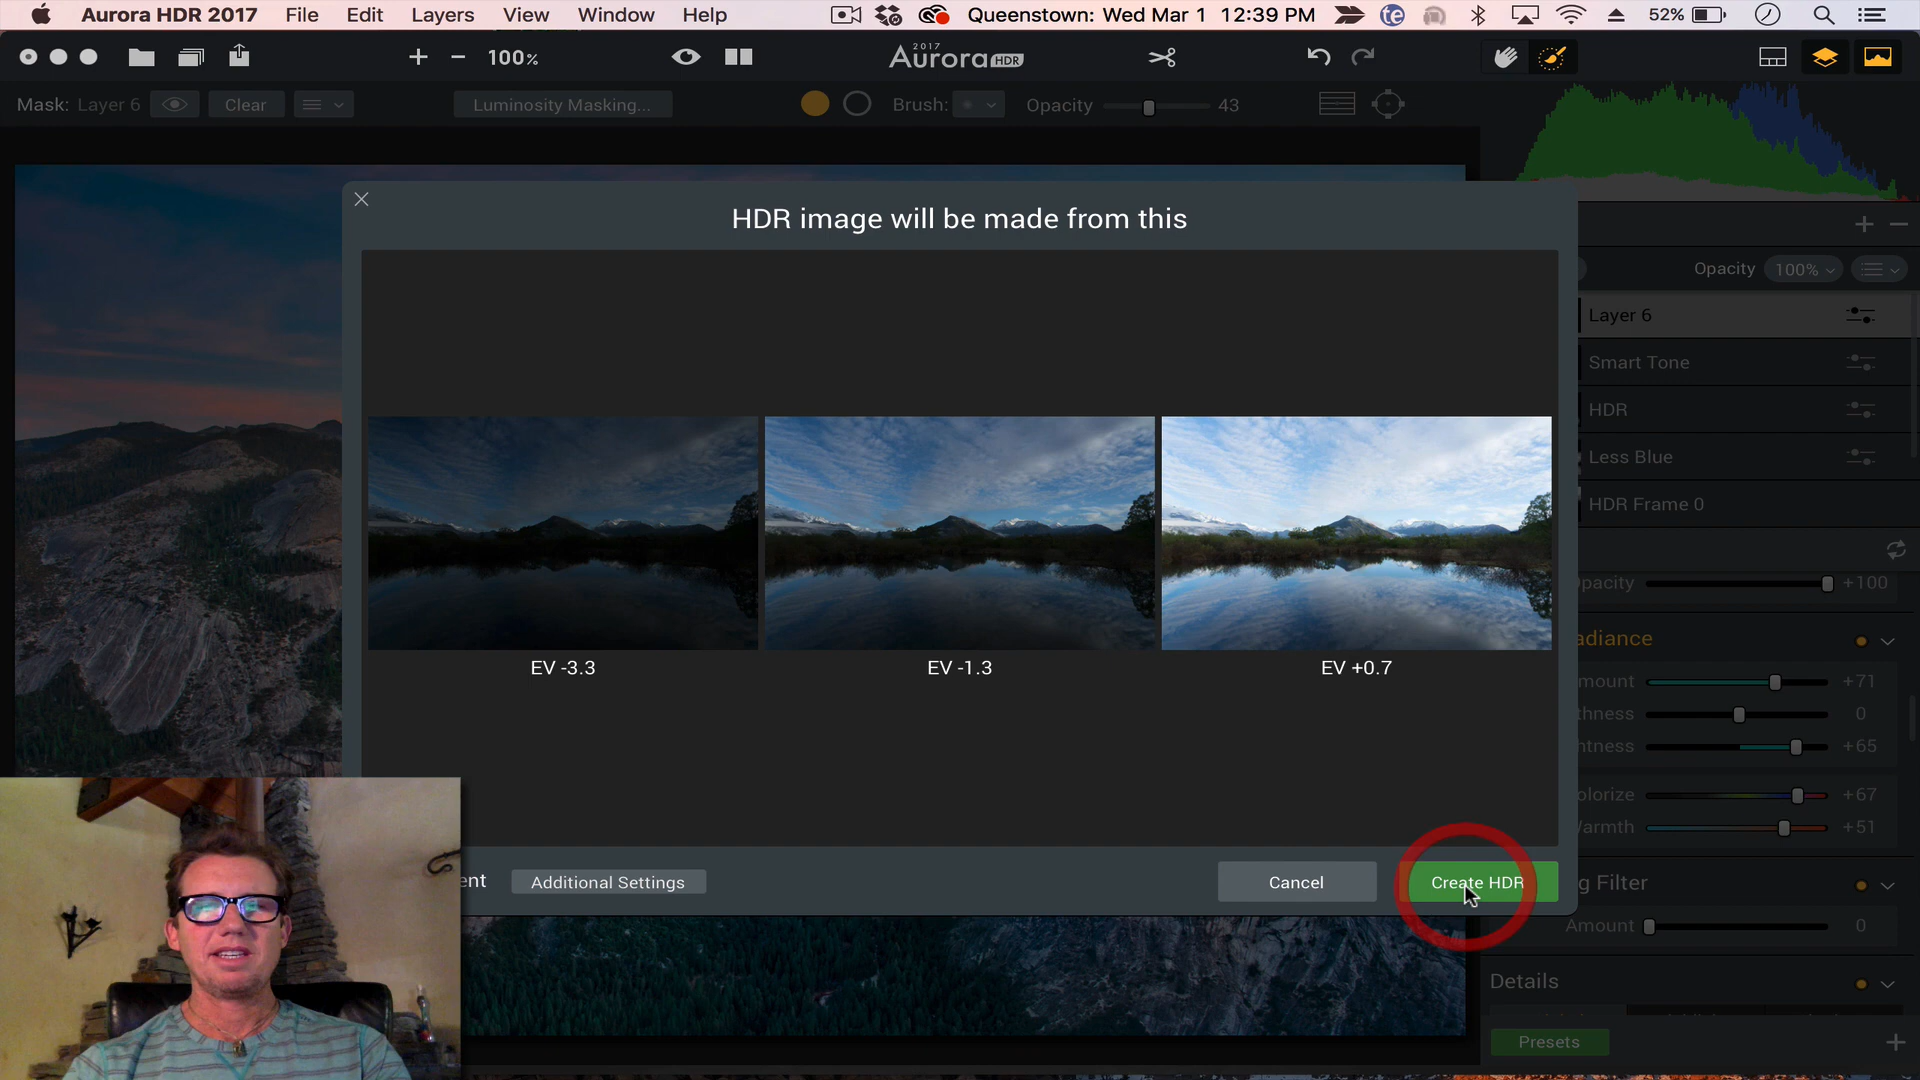 Aurora HDR 2017 File Edit Layers View Window Help te Queenstown: Wed Mar 1 12:39 PM 52%
100%
2017
Aurora HDR
Mask: Layer 6 Clear Luminosity Masking... Brush: Opacity 43
HDR image will be made from this
EV -3.3
EV -1.3
EV +0.7
ent Additional Settings Cancel Create HDR
Opacity 100%
Layer 6
Smart Tone
HDR
Less Blue
HDR Frame 0
pacity +100
adiance
mount +71
thness 0
htness +65
olorize +67
Warmth +51
g Filter
Amount 0
Details
Presets